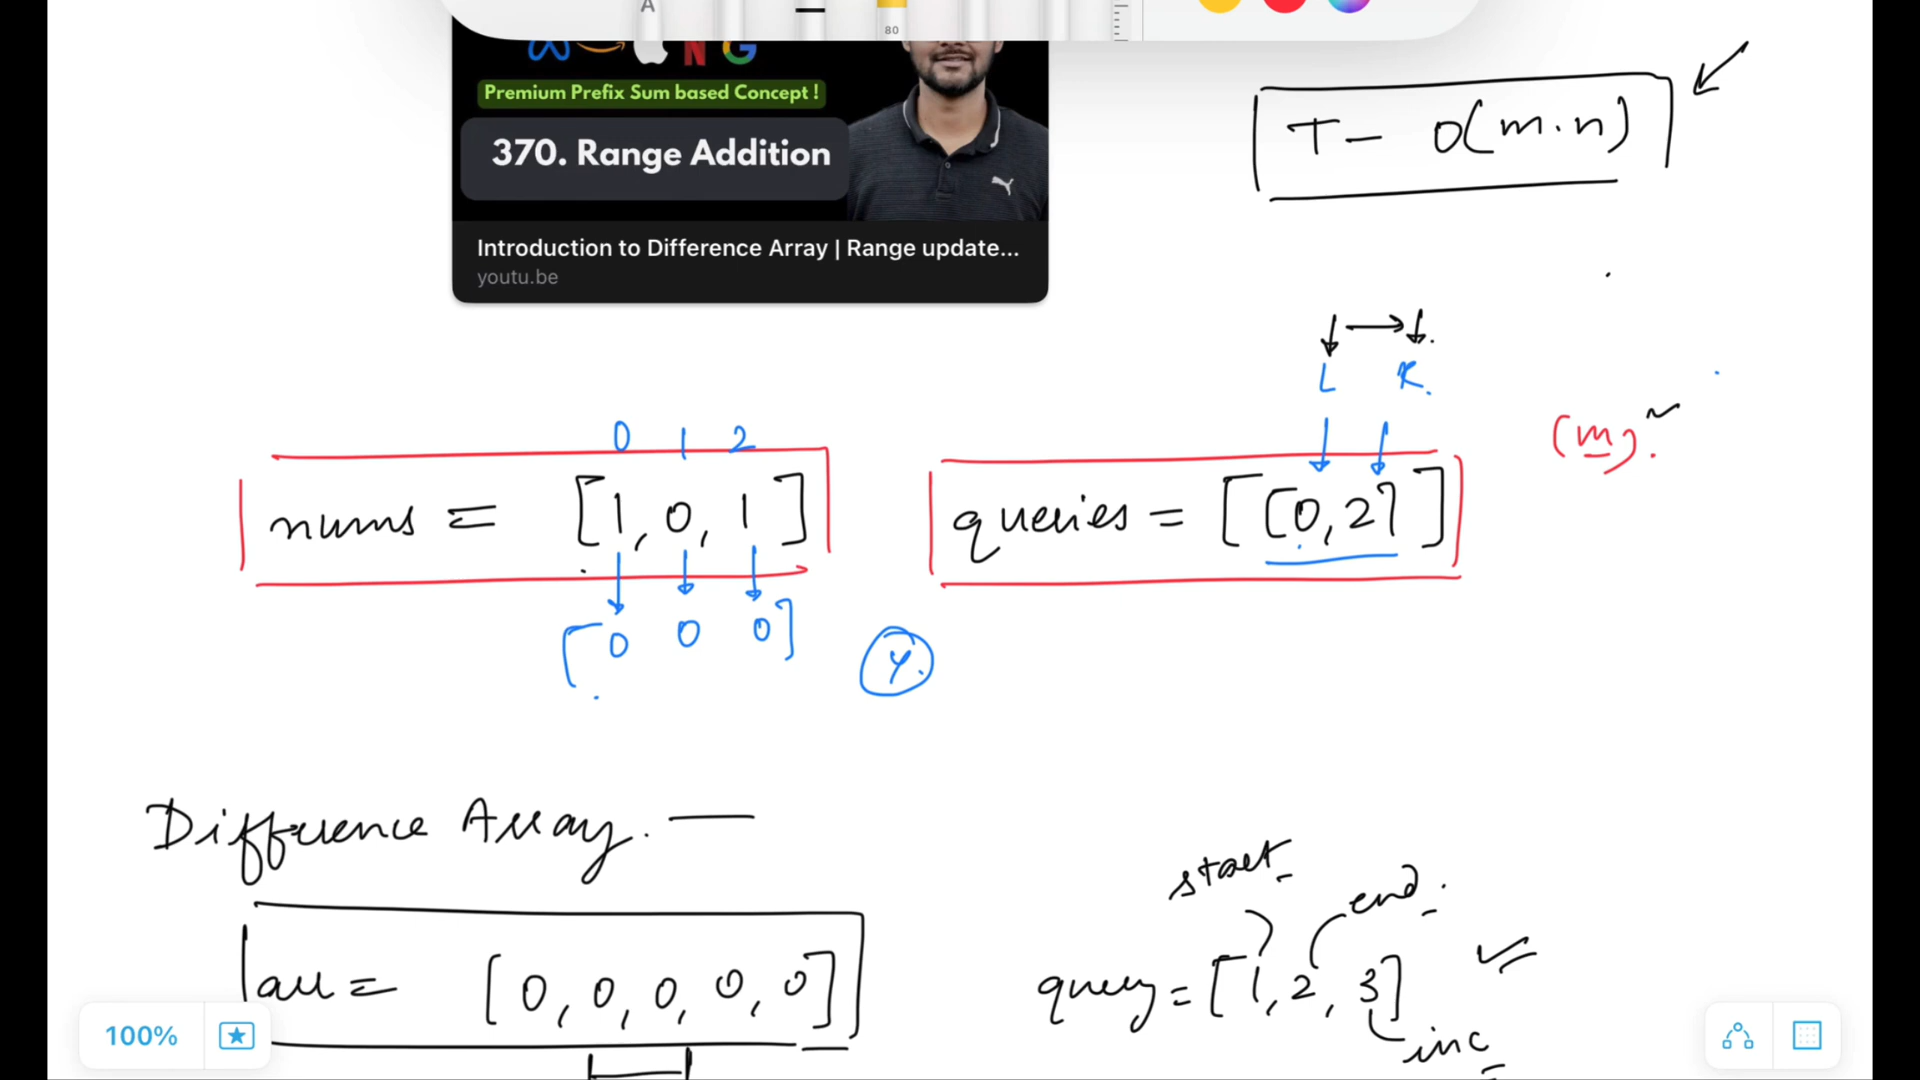 A
80
Premium Prefix Sum based Concept !
370. Range Addition
Introduction to Difference Array | Range update...
youtu.be
T - O(m.n)
L R.
0 1 2
(m).
nums = [1, 0, 1]
queries = [[0,2]]
[0 0 0]
Y.
Difference Array. —
start
end.
arr = [0, 0, 0, 0, 0]
query = [1, 2, 3]
inc
100%